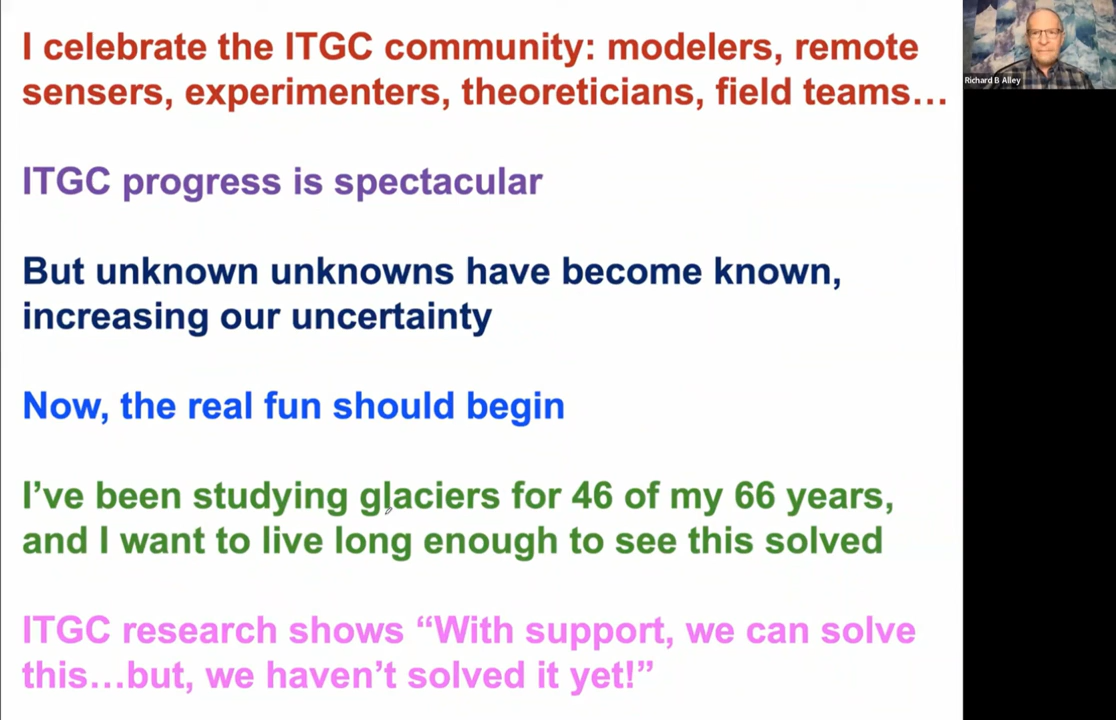 I celebrate the ITGC community: modelers, remote
sensers, experimenters, theoreticians, field teams…
ITGC progress is spectacular
But unknown unknowns have become known,
increasing our uncertainty
Now, the real fun should begin
I’ve been studying glaciers for 46 of my 66 years,
and I want to live long enough to see this solved
ITGC research shows “With support, we can solve
this…but, we haven’t solved it yet!”
Richard B Alley